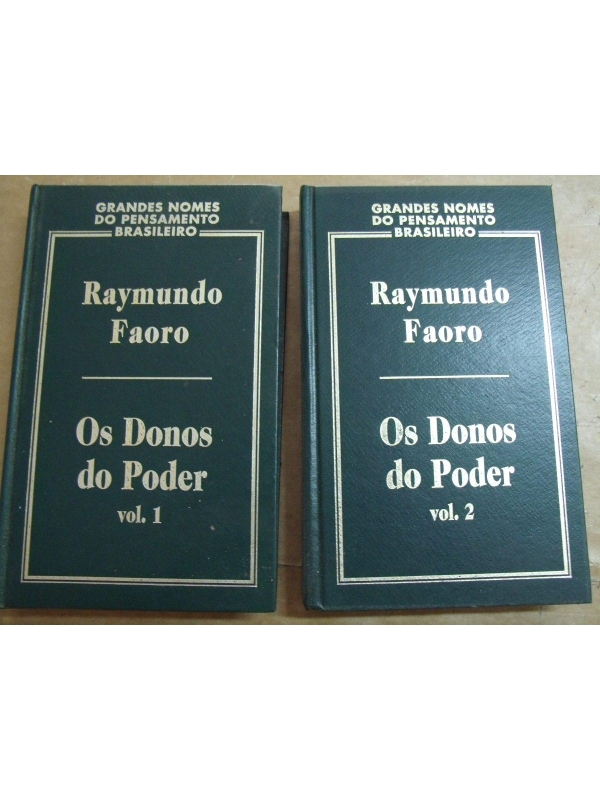 GRANDES NOMES
DO PENSAMENTO
BRASILEIRO
Raymundo
Faoro
Os Donos
do Poder
vol. 1
GRANDES NOMES
DO PENSAMENTO
BRASILEIRO
Raymundo
Faoro
Os Donos
do Poder
vol. 2